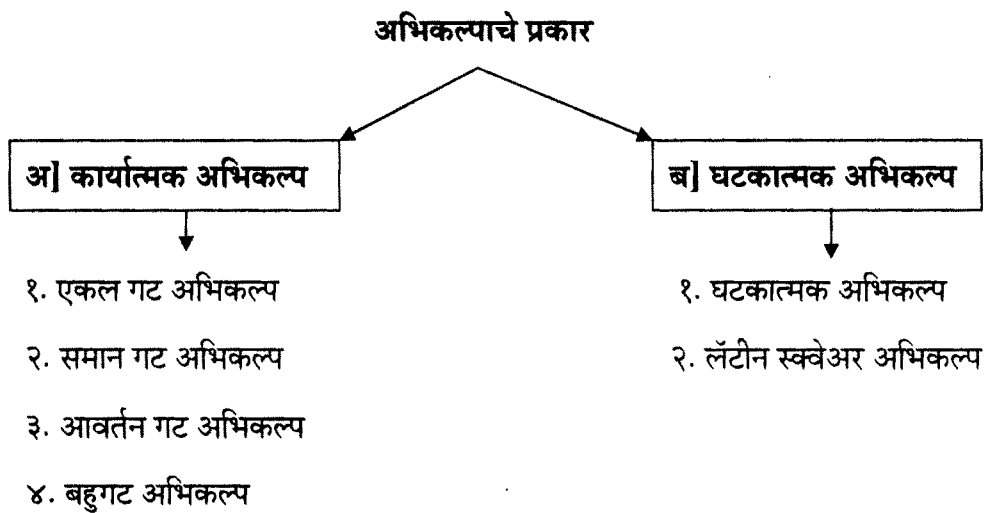 अभिकल्पाचे प्रकार
अ] कार्यात्मक अभिकल्प
१. एकल गट अभिकल्प
२. समान गट अभिकल्प
३. आवर्तन गट अभिकल्प
४. बहुगट अभिकल्प
ब] घटकात्मक अभिकल्प
१. घटकात्मक अभिकल्प
२. लॅटीन स्क्वेअर अभिकल्प